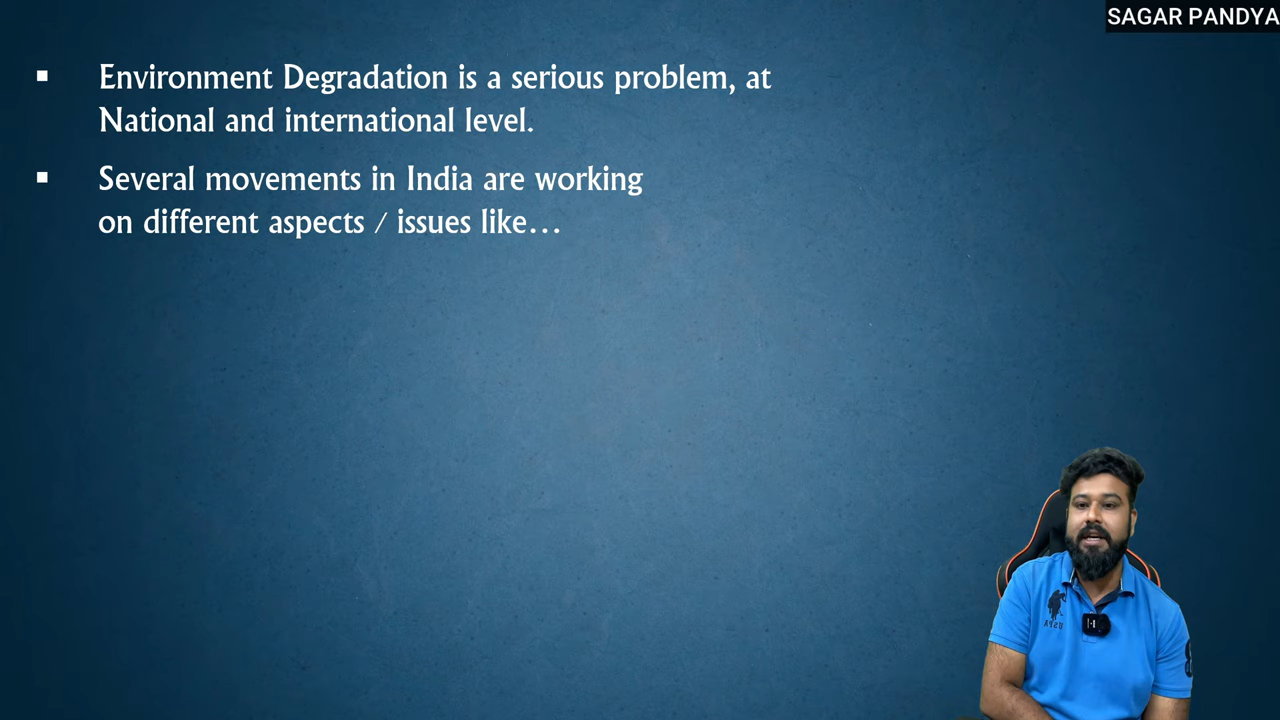 SAGAR PANDYA
▪ Environment Degradation is a serious problem, at
National and international level.
▪ Several movements in India are working
on different aspects / issues like…